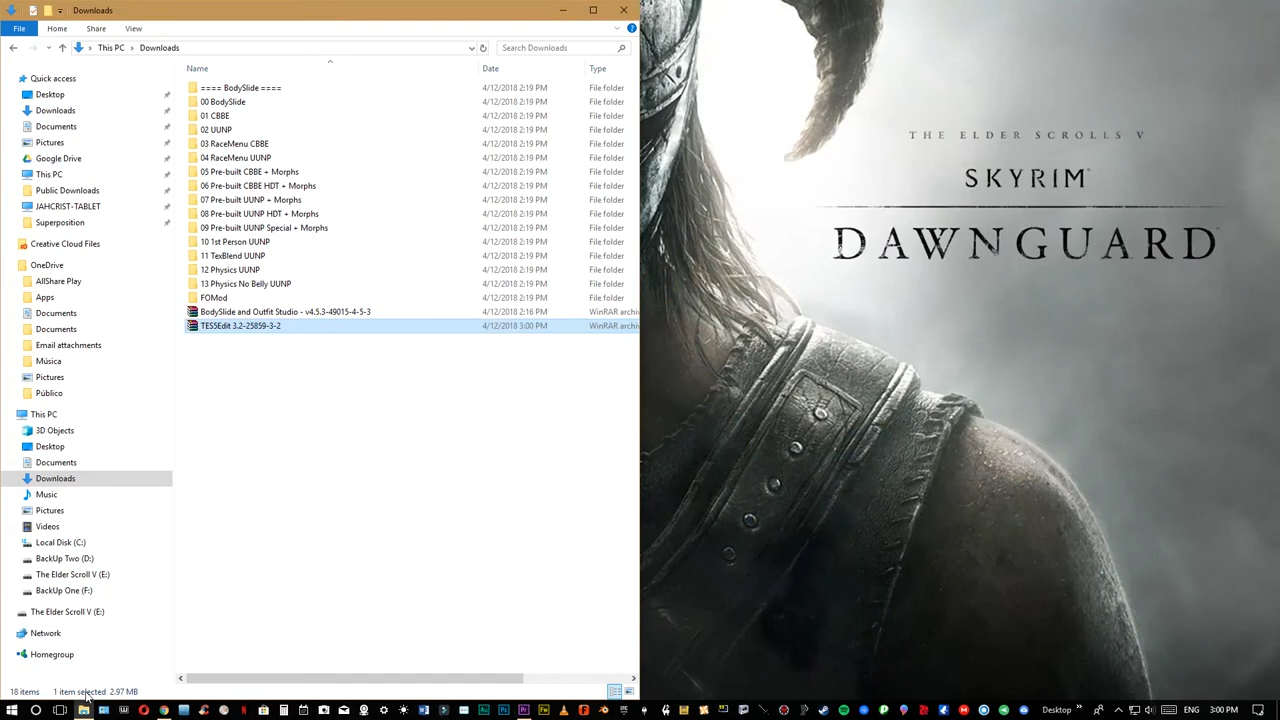 Downloads
File
Home
Share
View
This PC
Downloads
Search Downloads
Name
Date
Type
Quick access
Desktop
Downloads
Documents
Pictures
Google Drive
This PC
Public Downloads
JAHCRIST-TABLET
Superposition
Creative Cloud Files
OneDrive
AllShare Play
Apps
Documents
Documents
Email attachments
Música
Pictures
Público
This PC
3D Objects
Desktop
Documents
Downloads
Music
Pictures
Videos
Local Disk (C:)
BackUp Two (D:)
The Elder Scroll V (E:)
BackUp One (F:)
The Elder Scroll V (E:)
Network
Homegroup
==== BodySlide ==== 4/12/2018 2:19 PM File folder
00 BodySlide 4/12/2018 2:19 PM File folder
01 CBBE 4/12/2018 2:19 PM File folder
02 UUNP 4/12/2018 2:19 PM File folder
03 RaceMenu CBBE 4/12/2018 2:19 PM File folder
04 RaceMenu UUNP 4/12/2018 2:19 PM File folder
05 Pre-built CBBE + Morphs 4/12/2018 2:19 PM File folder
06 Pre-built CBBE HDT + Morphs 4/12/2018 2:19 PM File folder
07 Pre-built UUNP + Morphs 4/12/2018 2:19 PM File folder
08 Pre-built UUNP HDT + Morphs 4/12/2018 2:19 PM File folder
09 Pre-built UUNP Special + Morphs 4/12/2018 2:19 PM File folder
10 1st Person UUNP 4/12/2018 2:19 PM File folder
11 TexBlend UUNP 4/12/2018 2:19 PM File folder
12 Physics UUNP 4/12/2018 2:19 PM File folder
13 Physics No Belly UUNP 4/12/2018 2:19 PM File folder
FOMod 4/12/2018 2:19 PM File folder
BodySlide and Outfit Studio - v4.5.3-49015-4-5-3 4/12/2018 2:16 PM WinRAR archiv
TES5Edit 3.2-25859-3-2 4/12/2018 3:00 PM WinRAR archiv
18 items 1 item selected 2.97 MB
THE ELDER SCROLLS V
SKYRIM
DAWNGUARD
Desktop
ENG 3:00 PM